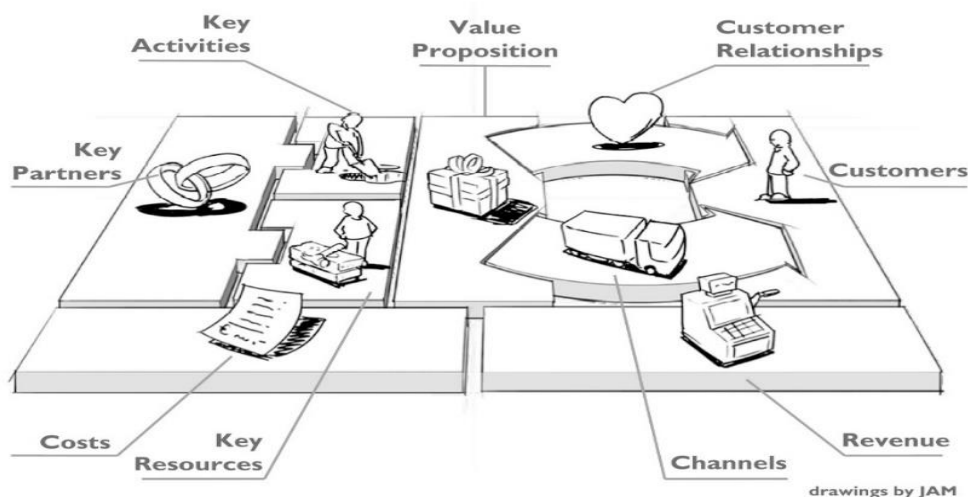 Key
Activities
Value
Proposition
Customer
Relationships
Key
Partners
Customers
Costs
Key
Resources
Channels
Revenue
drawings by JAM